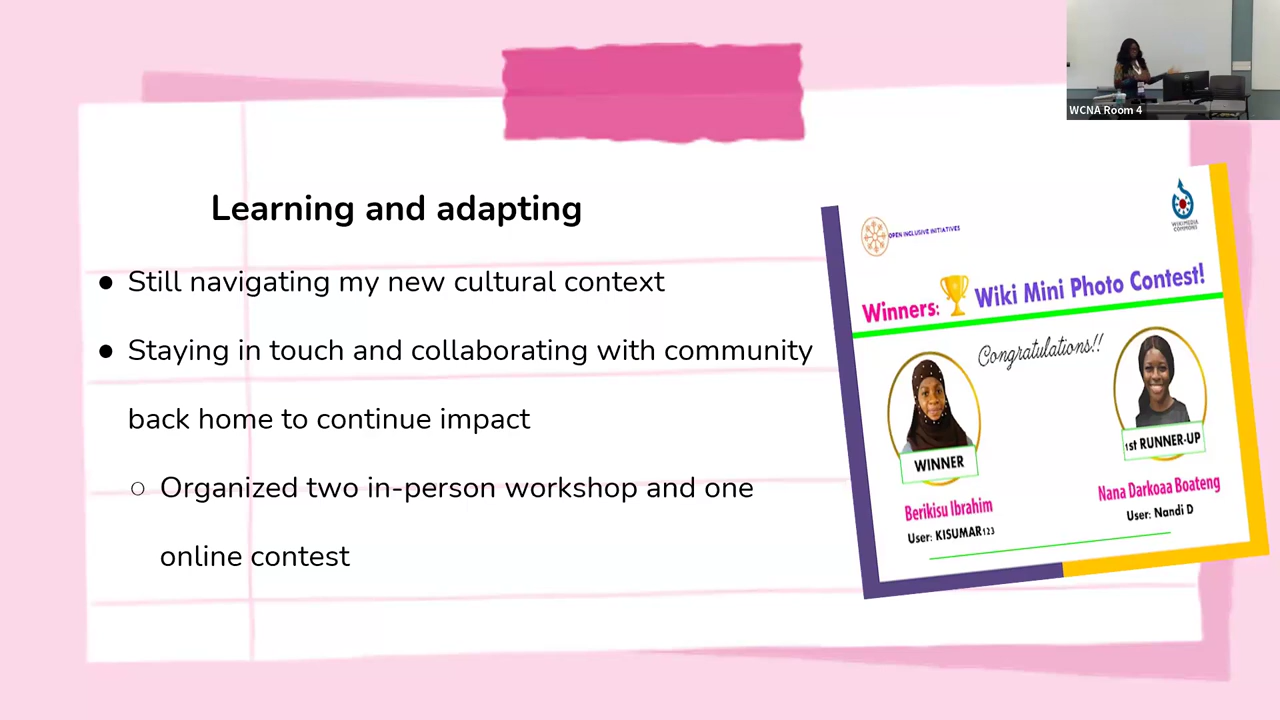 WCNA Room 4
Learning and adapting
● Still navigating my new cultural context
● Staying in touch and collaborating with community
back home to continue impact
○ Organized two in-person workshop and one
online contest
OPEN INCLUSIVE INITIATIVES
WIKIMEDIA
COMMONS
Winners: Wiki Mini Photo Contest!
Congratulations!!
WINNER
Berikisu Ibrahim
User: KISUMAR123
1st RUNNER-UP
Nana Darkoaa Boateng
User: Nandi D